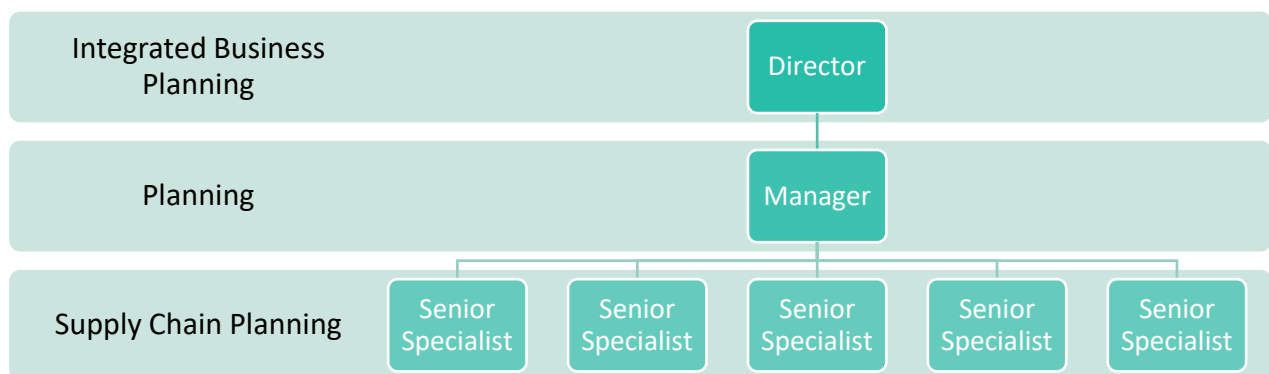 Integrated Business
Planning
Director
Planning
Manager
Supply Chain Planning
Senior
Specialist
Senior
Specialist
Senior
Specialist
Senior
Specialist
Senior
Specialist